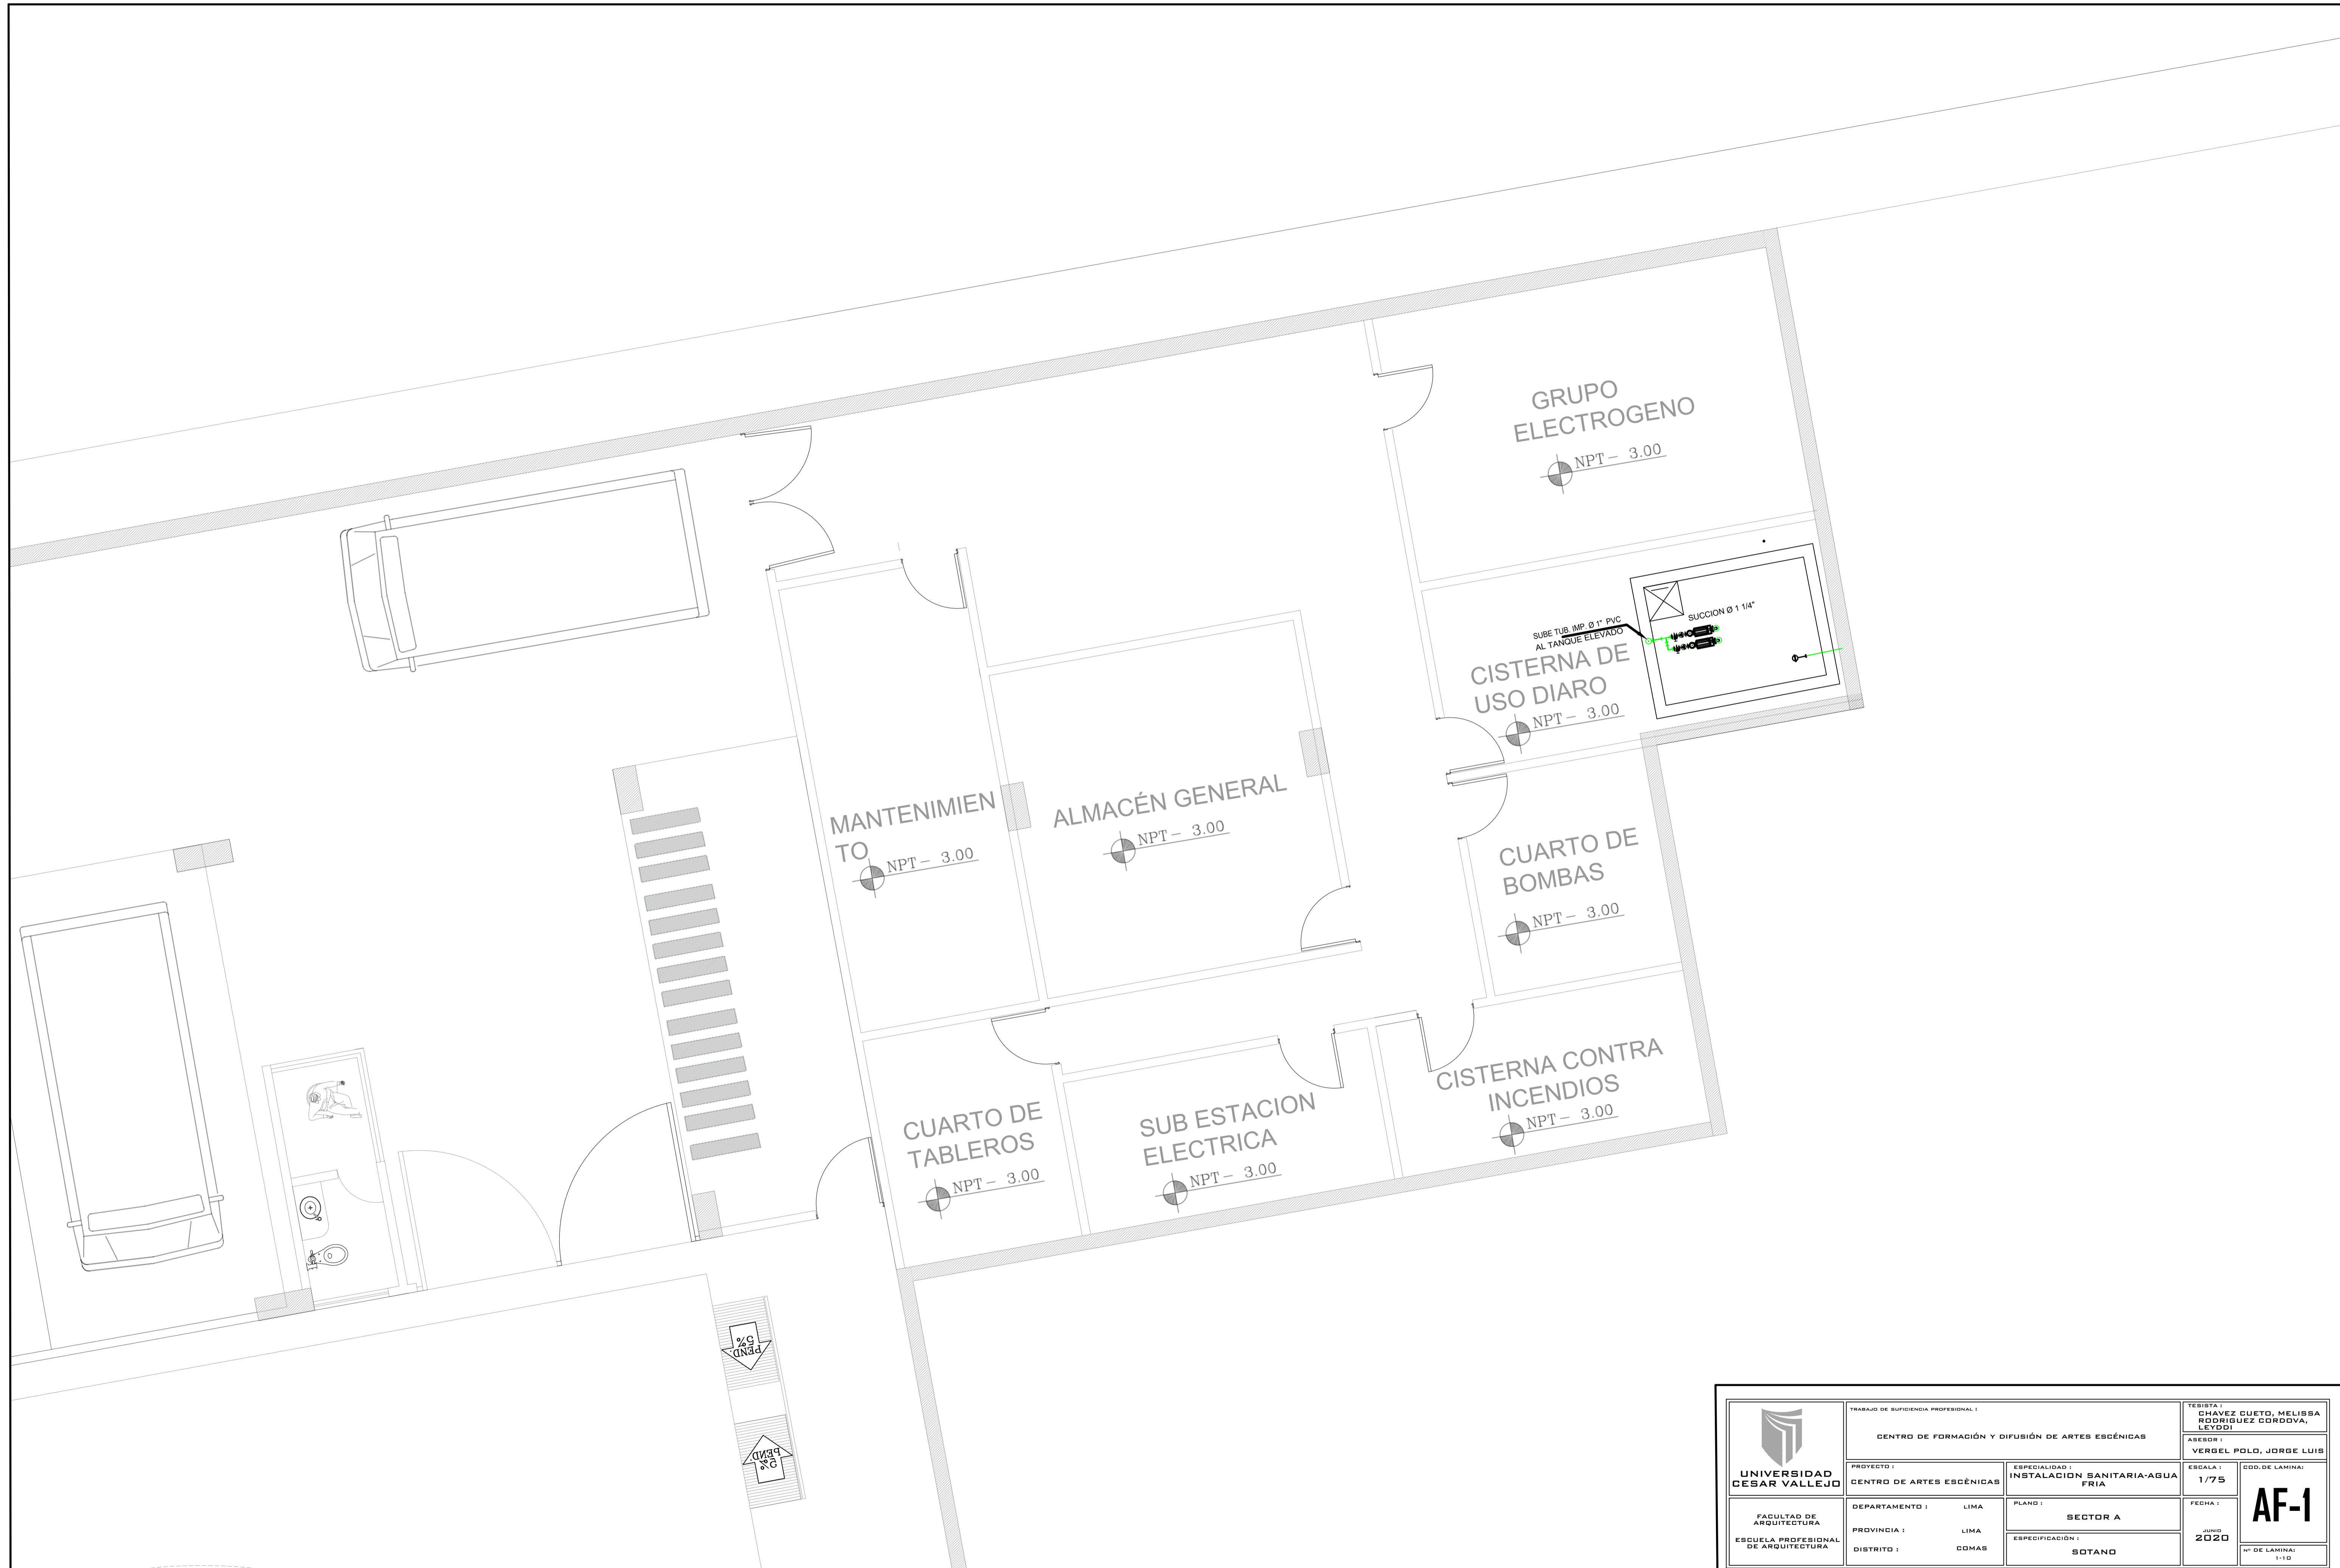 GRUPO
ELECTROGENO
NPT - 3.00
SUCCION Ø 1 1/4"
SUBE TUB. IMP. Ø 1" PVC
AL TANQUE ELEVADO
CISTERNA DE
USO DIARO
NPT - 3.00
MANTENIMIEN
TO
NPT - 3.00
ALMACÉN GENERAL
NPT - 3.00
CUARTO DE
BOMBAS
NPT - 3.00
CISTERNA CONTRA
INCENDIOS
NPT - 3.00
CUARTO DE
TABLEROS
NPT - 3.00
SUB ESTACION
ELECTRICA
NPT - 3.00
5%
PEND.
PEND.
5%
UNIVERSIDAD
CESAR VALLEJO
FACULTAD DE
ARQUITECTURA
ESCUELA PROFESIONAL
DE ARQUITECTURA
TRABAJO DE SUFICIENCIA PROFESIONAL :
CENTRO DE FORMACIÓN Y DIFUSIÓN DE ARTES ESCÉNICAS
TESISTA :
CHAVEZ CUETO, MELISSA
RODRIGUEZ CORDOVA,
LEYDDI
ASESOR :
VERGEL POLO, JORGE LUIS
PROYECTO :
CENTRO DE ARTES ESCÉNICAS
ESPECIALIDAD :
INSTALACION SANITARIA-AGUA
FRIA
ESCALA :
1/75
COD.DE LAMINA:
AF-1
DEPARTAMENTO : LIMA
PROVINCIA : LIMA
DISTRITO : COMAS
PLANO :
SECTOR A
ESPECIFICACIÓN :
SOTANO
FECHA :
JUNIO
2020
Nº DE LAMINA:
1-10